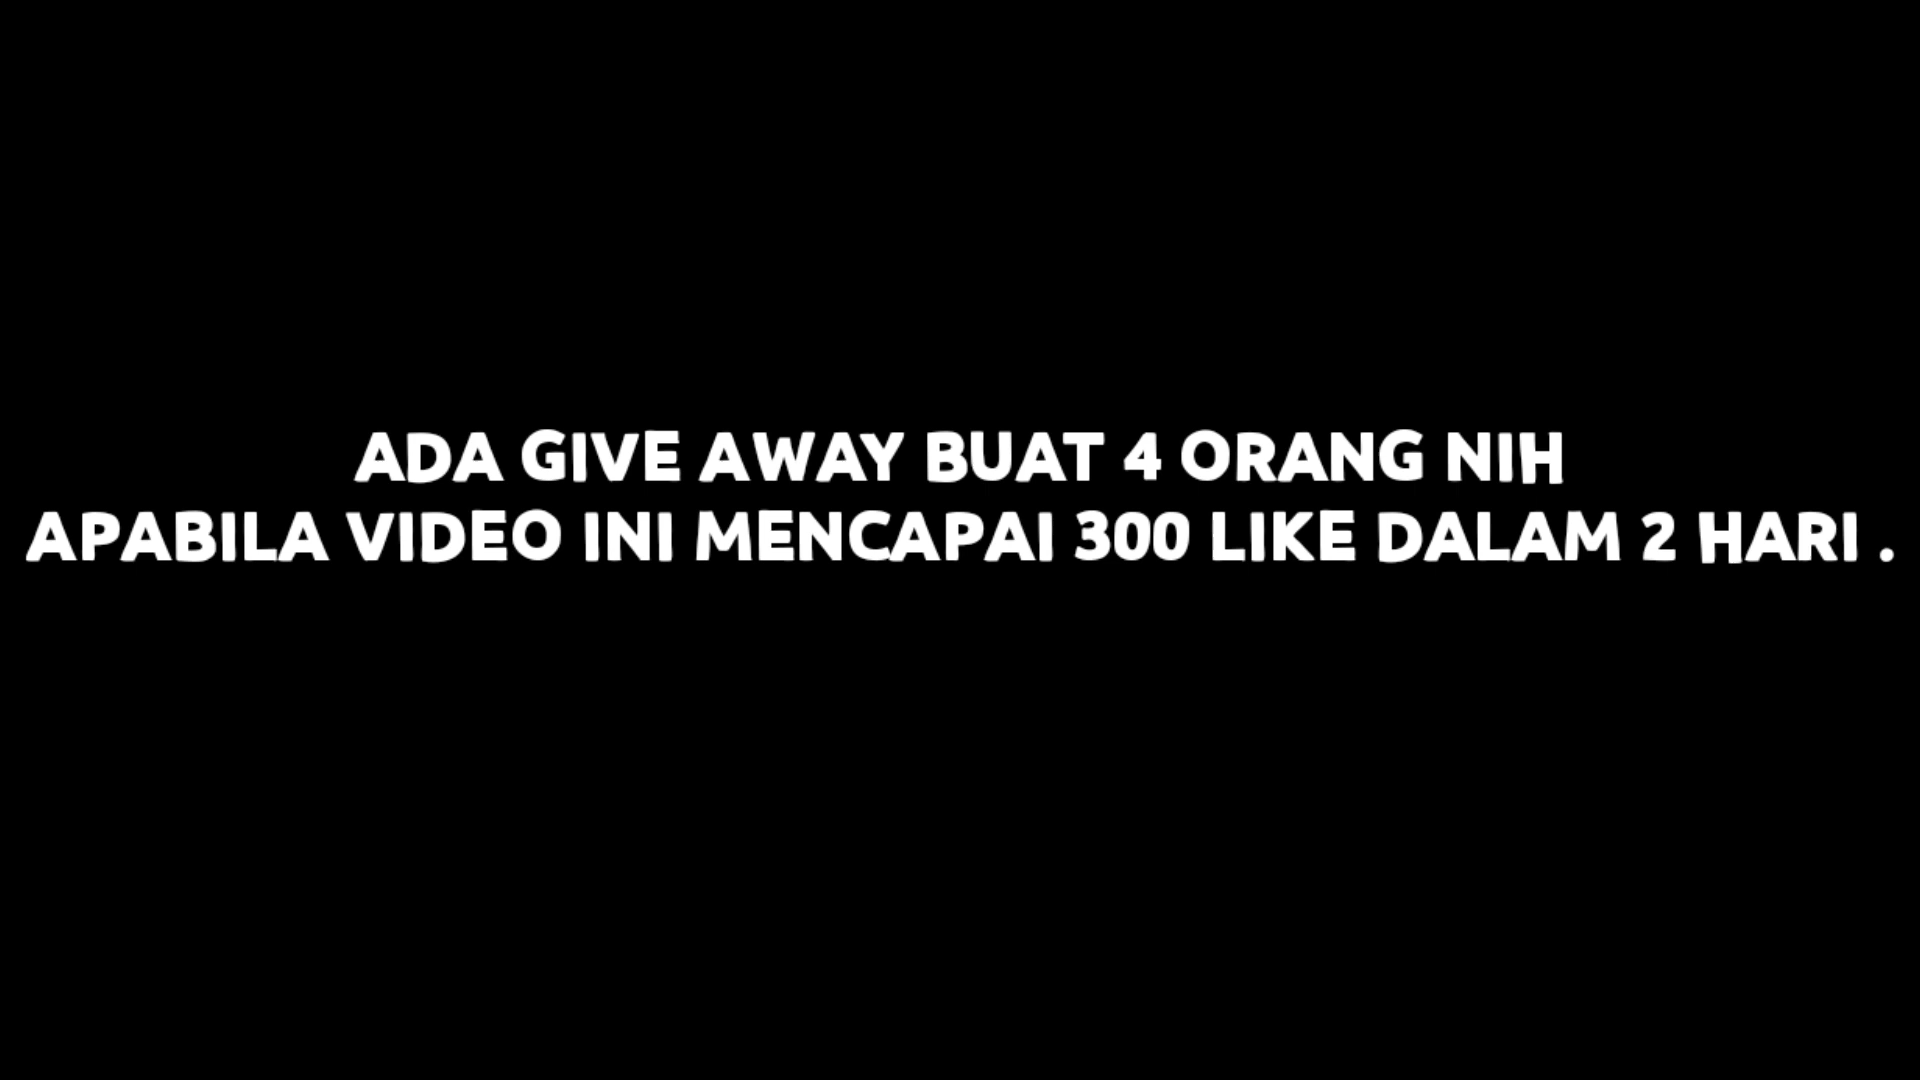 ADA GIVE AWAY BUAT 4 ORANG NIH
APABILA VIDEO INI MENCAPAI 300 LIKE DALAM 2 HARI .